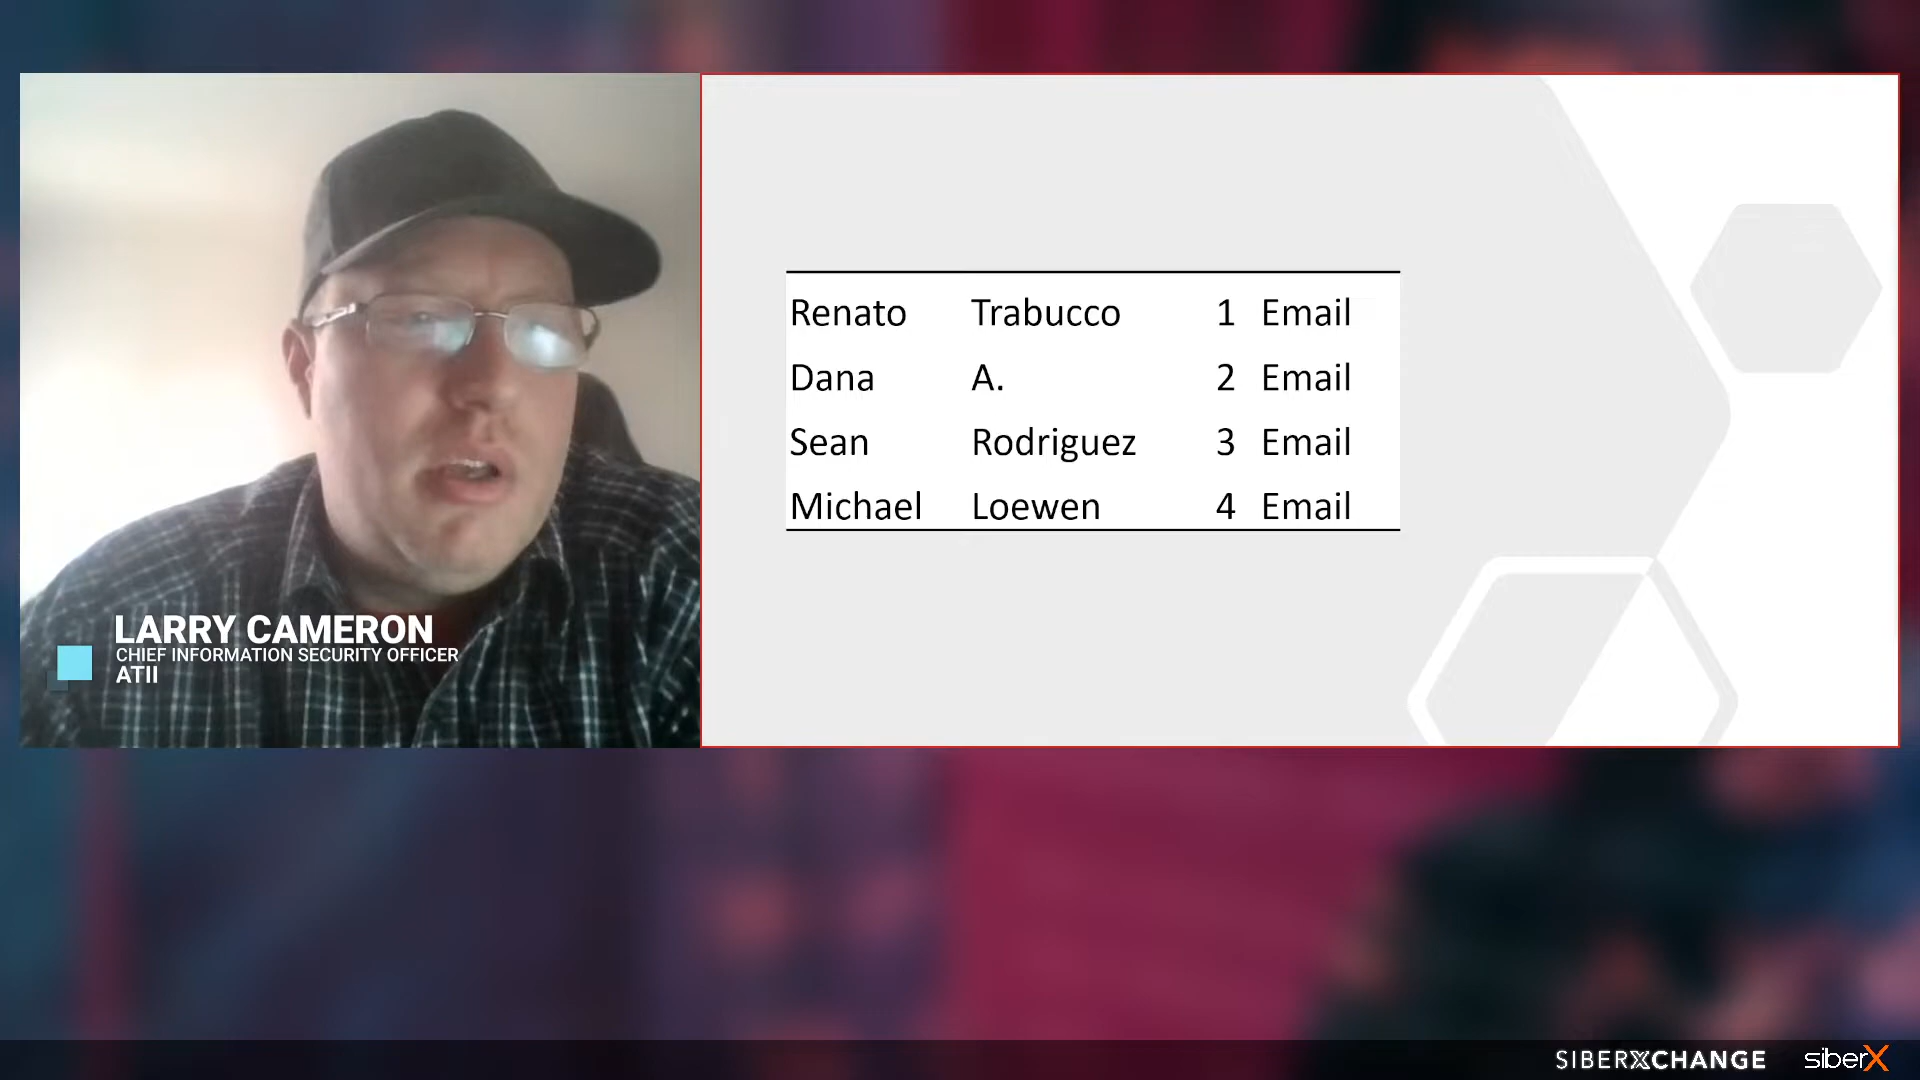 Renato Trabucco 1 Email
Dana A. 2 Email
Sean Rodriguez 3 Email
Michael Loewen 4 Email
LARRY CAMERON
CHIEF INFORMATION SECURITY OFFICER
ATII
SIBERXCHANGE siberX